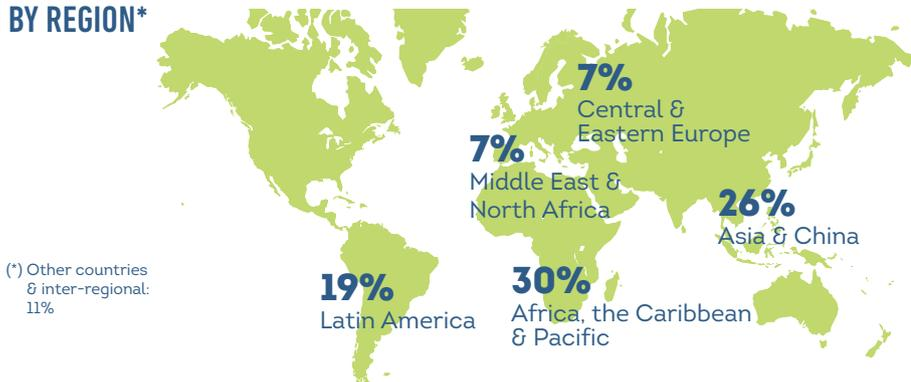 BY REGION*
7%
Central &
Eastern Europe
7%
Middle East &
North Africa
26%
Asia & China
(*) Other countries
& inter-regional:
11%
19%
Latin America
30%
Africa, the Caribbean
& Pacific